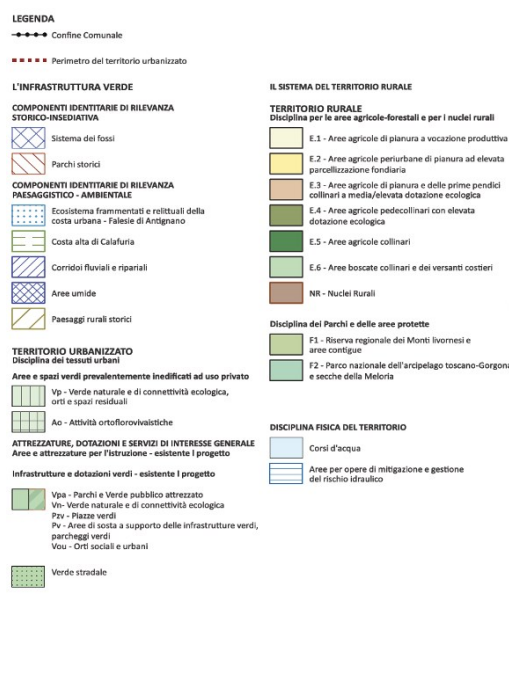 LEGENDA
Confine Comunale
Perimetro del territorio urbanizzato
L'INFRASTRUTTURA VERDE
COMPONENTI IDENTITARIE DI RILEVANZA
STORICO-INSEDIATIVA
Sistema dei fossi
Parchi storici
COMPONENTI IDENTITARIE DI RILEVANZA
PAESAGGISTICO - AMBIENTALE
Ecosistema frammentati e relittuali della
costa urbana - Falesie di Antignano
Costa alta di Calafuria
Corridoi fluviali e ripariali
Aree umide
Paesaggi rurali storici
TERRITORIO URBANIZZATO
Disciplina dei tessuti urbani
Aree e spazi verdi prevalentemente inedificati ad uso privato
Vp - Verde naturale e di connettività ecologica,
orti e spazi residuali
Ao - Attività ortoflorovivaistiche
ATTREZZATURE, DOTAZIONI E SERVIZI DI INTERESSE GENERALE
Aree e attrezzature per l'istruzione - esistente l progetto
Infrastrutture e dotazioni verdi - esistente l progetto
Vpa - Parchi e Verde pubblico attrezzato
Vn- Verde naturale e di connettività ecologica
Pzv - Piazze verdi
Pv - Aree di sosta a supporto delle infrastrutture verdi,
parcheggi verdi
Vou - Orti sociali e urbani
Verde stradale
IL SISTEMA DEL TERRITORIO RURALE
TERRITORIO RURALE
Disciplina per le aree agricole-forestali e per i nuclei rurali
E.1 - Aree agricole di pianura a vocazione produttiva
E.2 - Aree agricole periurbane di pianura ad elevata
parcellizzazione fondiaria
E.3 - Aree agricole di pianura e delle prime pendici
collinari a media/elevata dotazione ecologica
E.4 - Aree agricole pedecollinari con elevata
dotazione ecologica
E.5 - Aree agricole collinari
E.6 - Aree boscate collinari e dei versanti costieri
NR - Nuclei Rurali
Disciplina dei Parchi e delle aree protette
F1 - Riserva regionale dei Monti livornesi e
aree contigue
F2 - Parco nazionale dell'arcipelago toscano-Gorgona
e secche della Meloria
DISCIPLINA FISICA DEL TERRITORIO
Corsi d'acqua
Aree per opere di mitigazione e gestione
del rischio idraulico